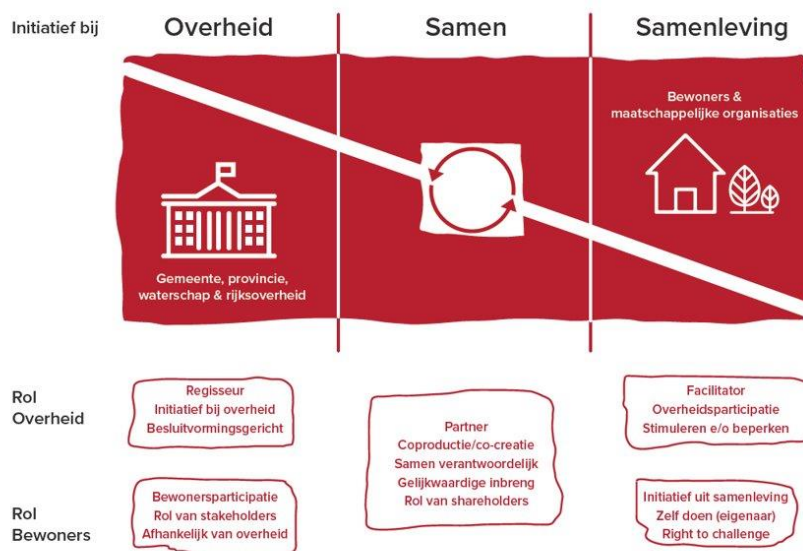 Initiatief bij
Overheid
Samen
Samenleving
Bewoners &
maatschappelijke organisaties
Gemeente, provincie,
waterschap & rijksoverheid
Rol
Overheid
Regisseur
Initiatief bij overheid
Besluitvormingsgericht
Partner
Coproductie/co-creatie
Samen verantwoordelijk
Gelijkwaardige inbreng
Rol van shareholders
Facilitator
Overheidsparticipatie
Stimuleren e/o beperken
Rol
Bewoners
Bewonersparticipatie
Rol van stakeholders
Afhankelijk van overheid
Initiatief uit samenleving
Zelf doen (eigenaar)
Right to challenge